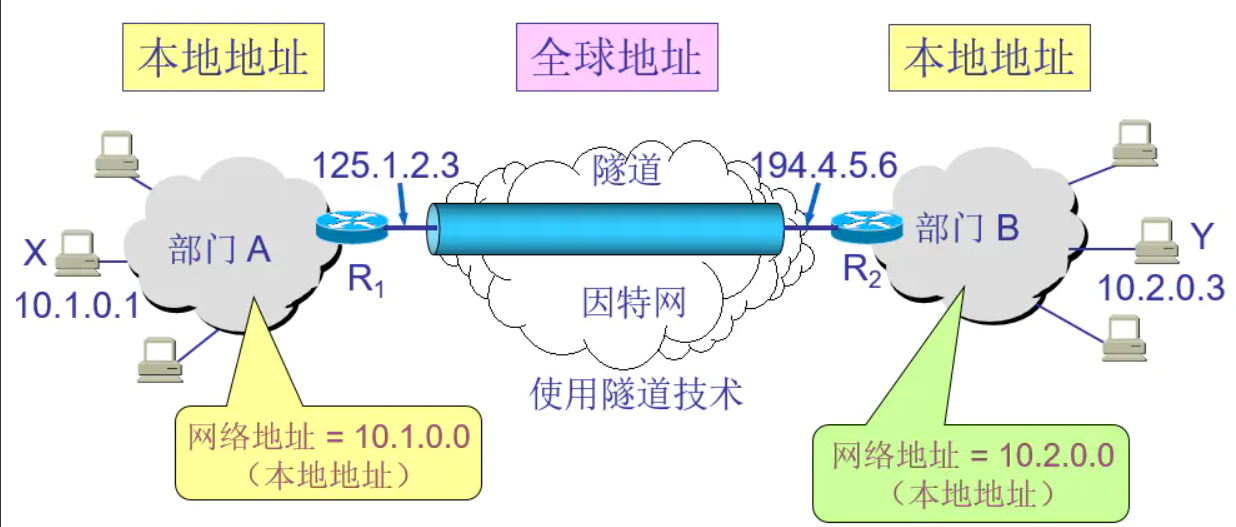 本地地址
全球地址
本地地址
125.1.2.3
隧道
194.4.5.6
部门 A
部门 B
X
Y
R1
R2
10.1.0.1
因特网
10.2.0.3
使用隧道技术
网络地址 = 10.1.0.0
（本地地址）
网络地址 = 10.2.0.0
（本地地址）